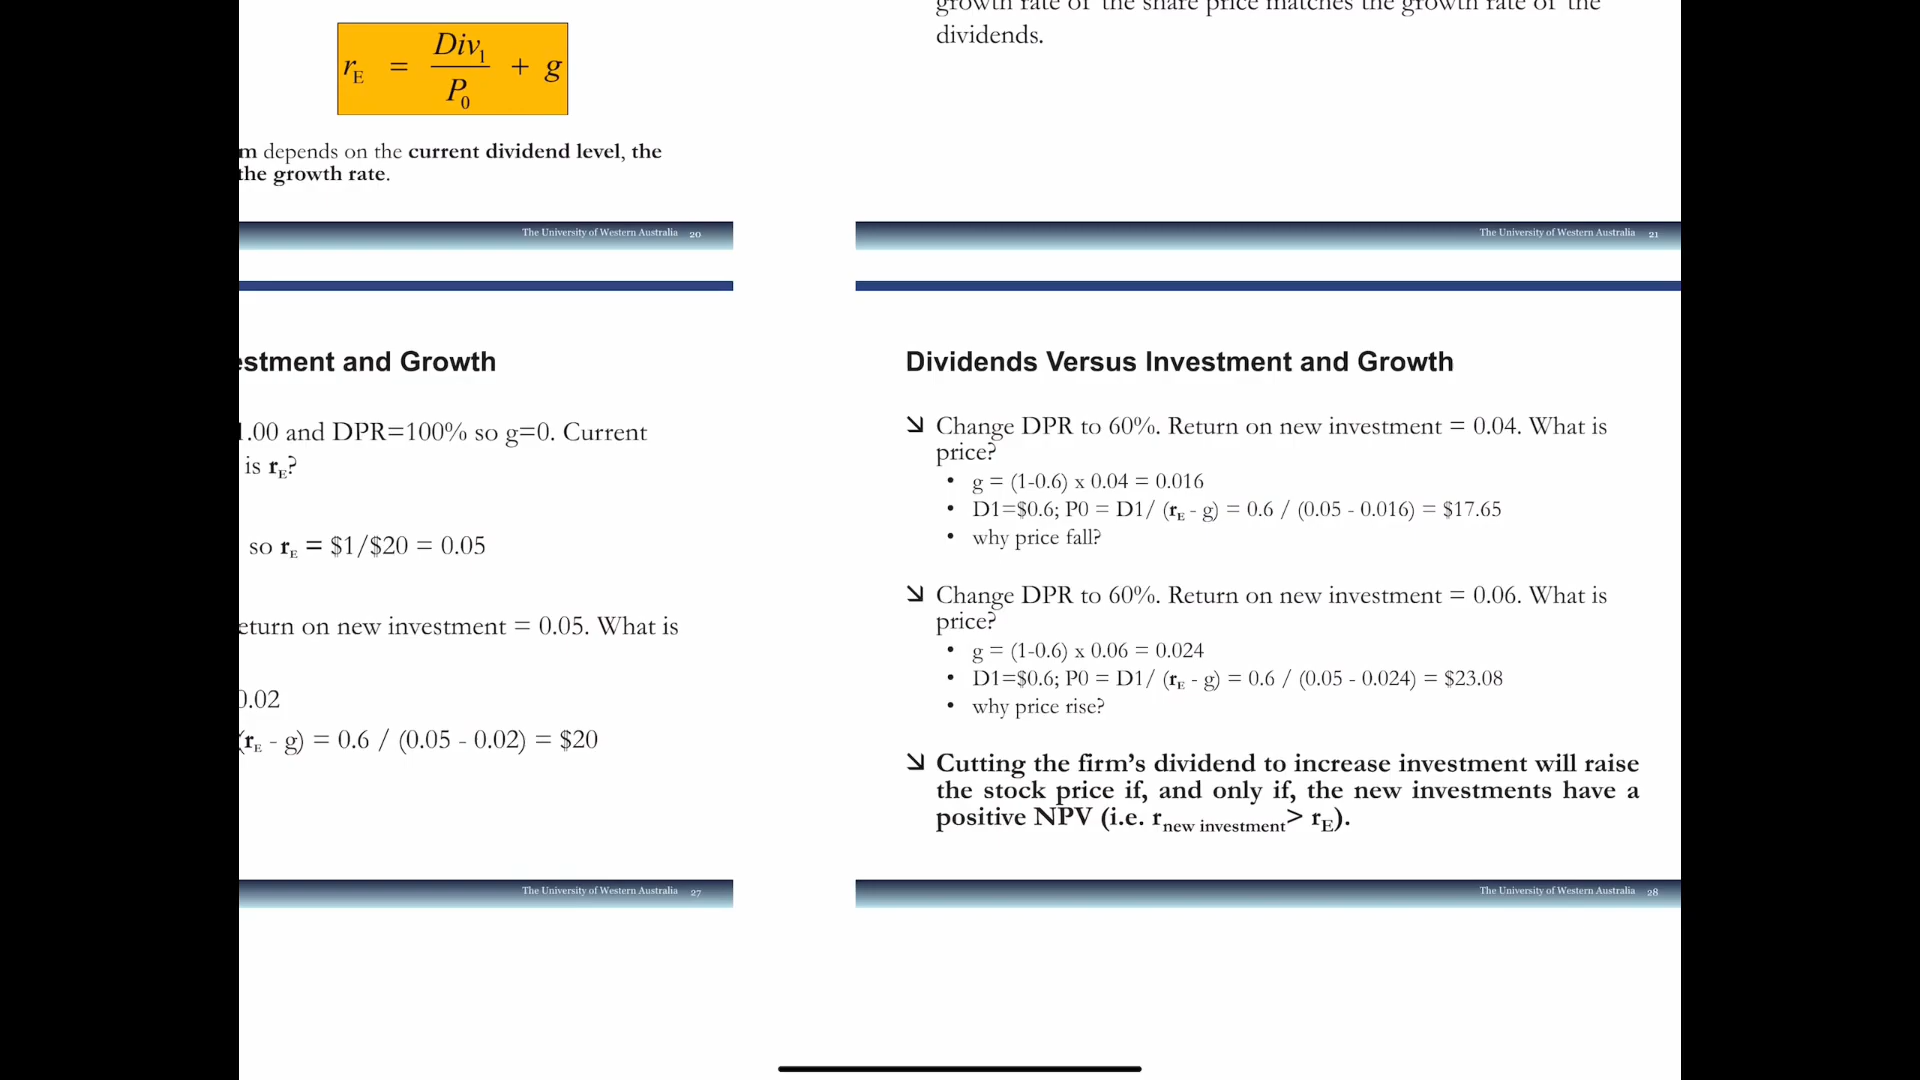 growth rate of the share price matches the growth rate of the
dividends.
rE = Div1 / P0 + g
m depends on the current dividend level, the
the growth rate.
The University of Western Australia 20
The University of Western Australia 21
estment and Growth
1.00 and DPR=100% so g=0. Current
is rE?
so rE = $1/$20 = 0.05
eturn on new investment = 0.05. What is
0.02
(rE - g) = 0.6 / (0.05 - 0.02) = $20
The University of Western Australia 27
Dividends Versus Investment and Growth
Change DPR to 60%. Return on new investment = 0.04. What is
price?
• g = (1-0.6) x 0.04 = 0.016
• D1=$0.6; P0 = D1/ (rE - g) = 0.6 / (0.05 - 0.016) = $17.65
• why price fall?
Change DPR to 60%. Return on new investment = 0.06. What is
price?
• g = (1-0.6) x 0.06 = 0.024
• D1=$0.6; P0 = D1/ (rE - g) = 0.6 / (0.05 - 0.024) = $23.08
• why price rise?
Cutting the firm's dividend to increase investment will raise
the stock price if, and only if, the new investments have a
positive NPV (i.e. rnew investment> rE).
The University of Western Australia 28